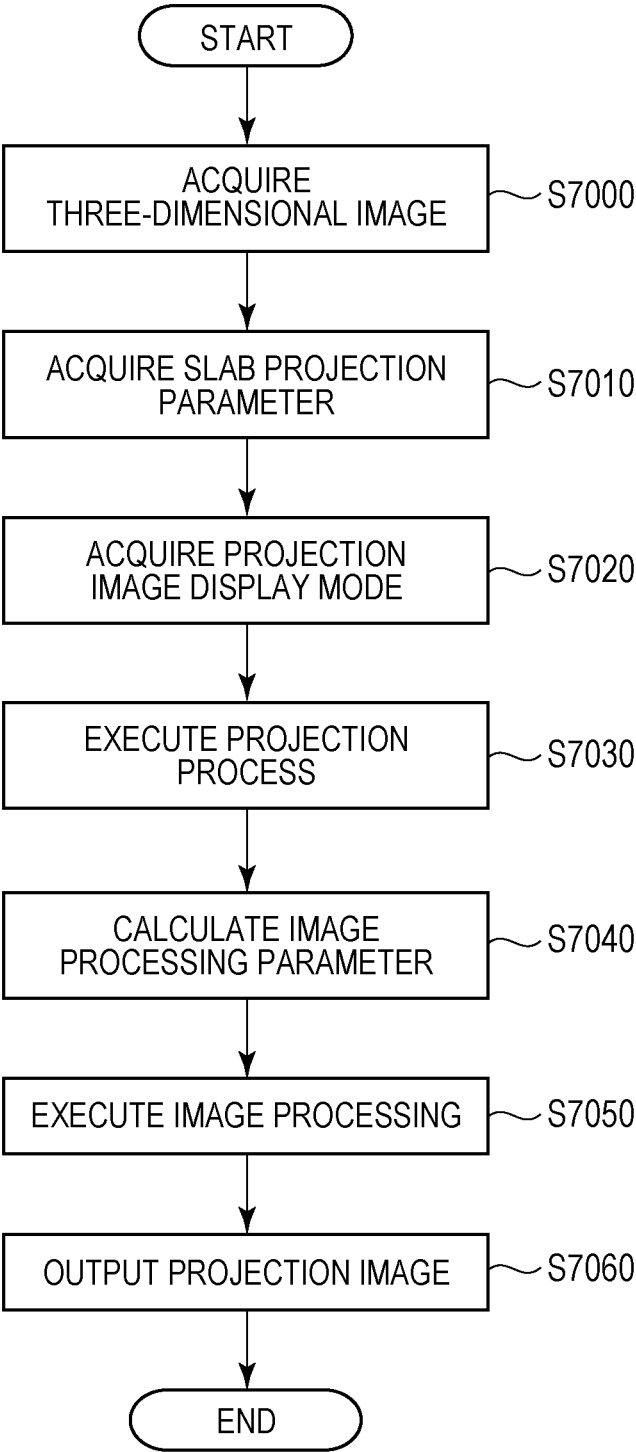 START
ACQUIRE
THREE-DIMENSIONAL IMAGE
S7000
ACQUIRE SLAB PROJECTION
PARAMETER
S7010
ACQUIRE PROJECTION
IMAGE DISPLAY MODE
S7020
EXECUTE PROJECTION
PROCESS
S7030
CALCULATE IMAGE
PROCESSING PARAMETER
S7040
EXECUTE IMAGE PROCESSING
S7050
OUTPUT PROJECTION IMAGE
S7060
END